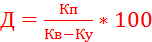 Д = Кп / (Кв−Ку) * 100